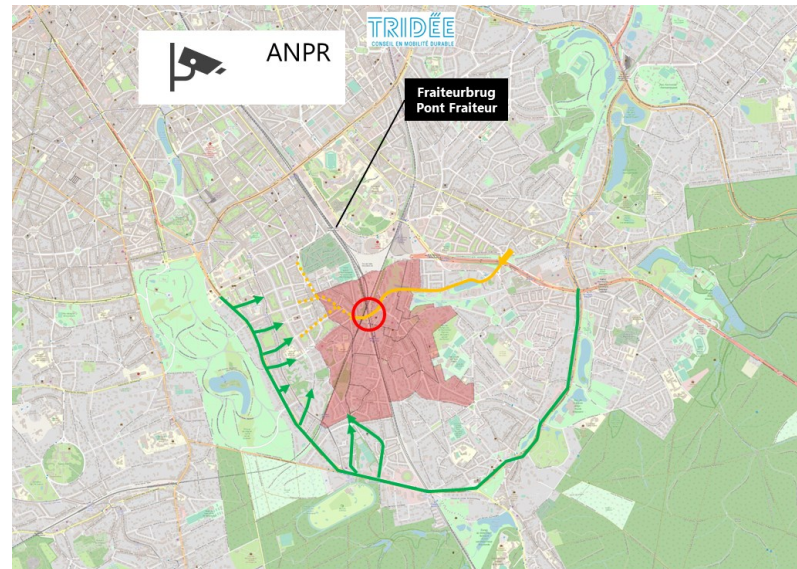 ANPR
TRIDÉE
CONSEIL EN MOBILITÉ DURABLE
Fraiteurbrug
Pont Fraiteur